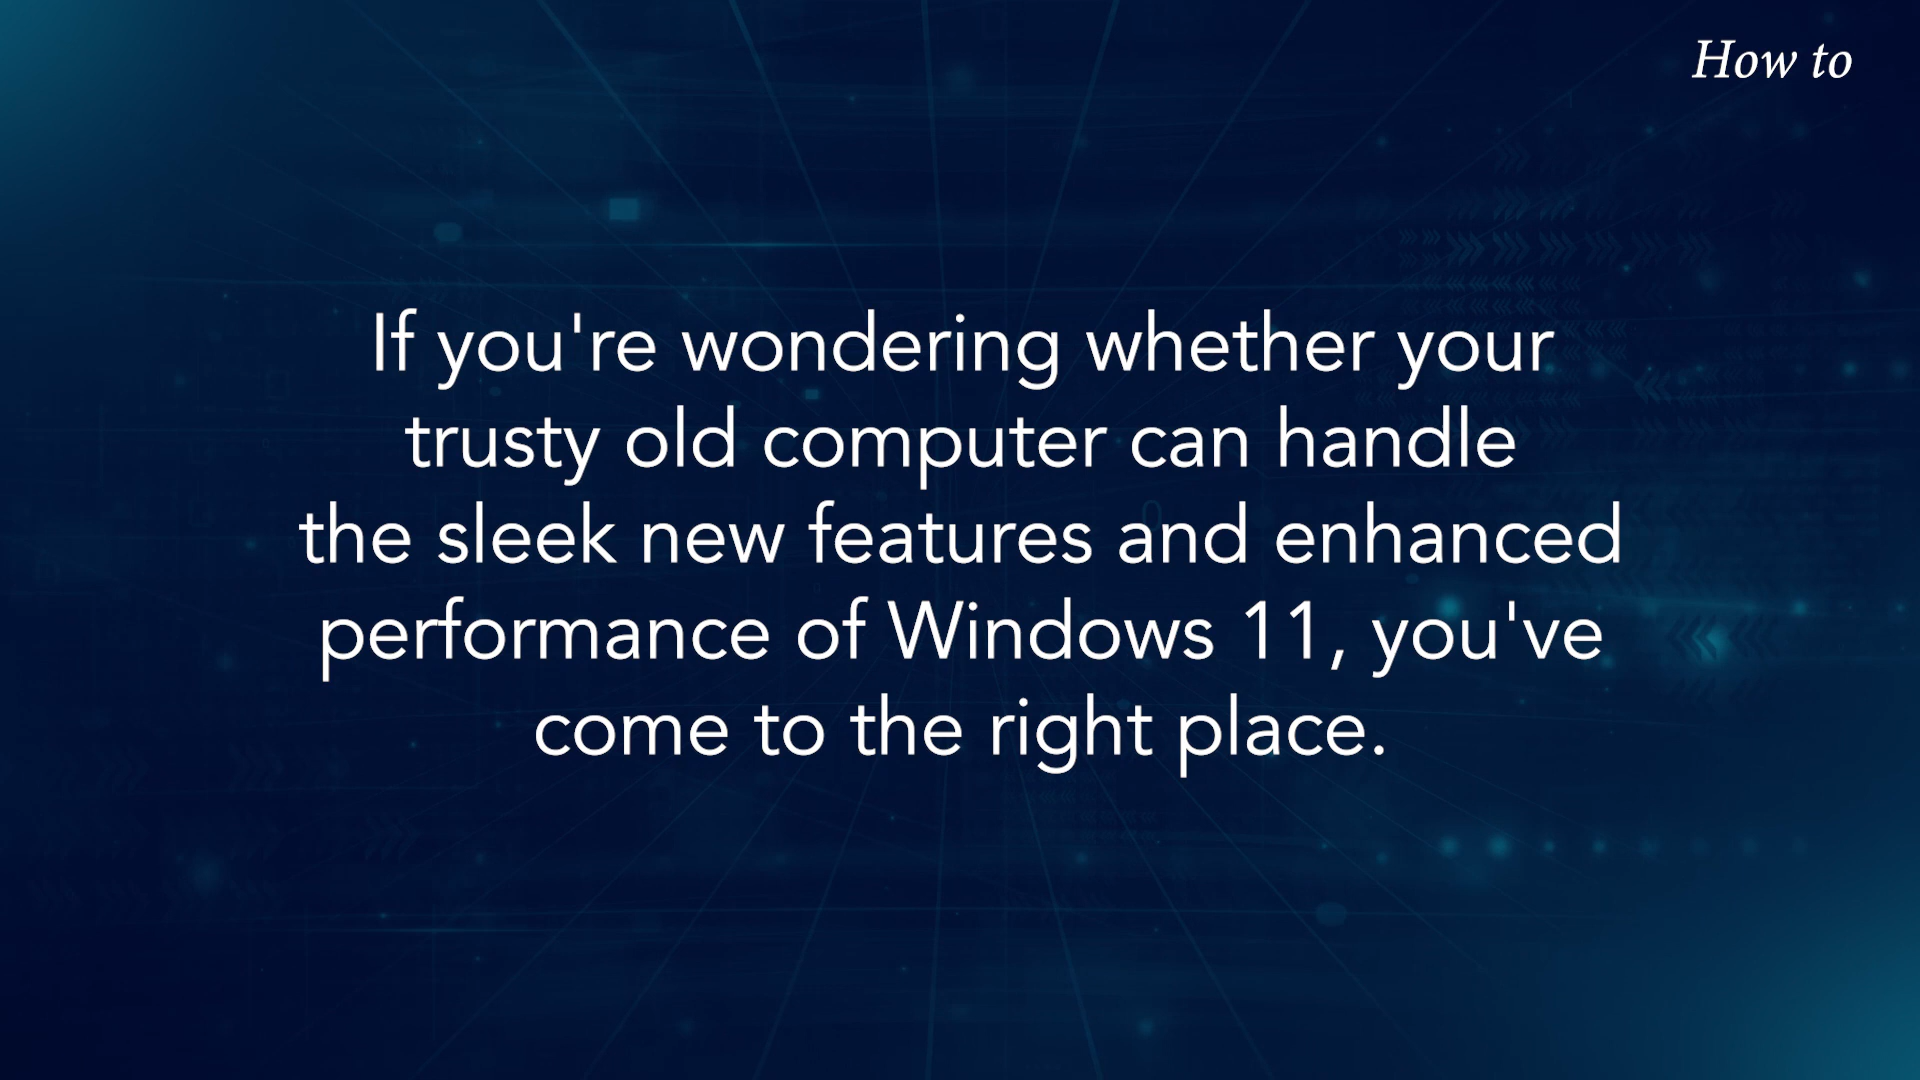 How to
If you're wondering whether your
trusty old computer can handle
the sleek new features and enhanced
performance of Windows 11, you've
come to the right place.